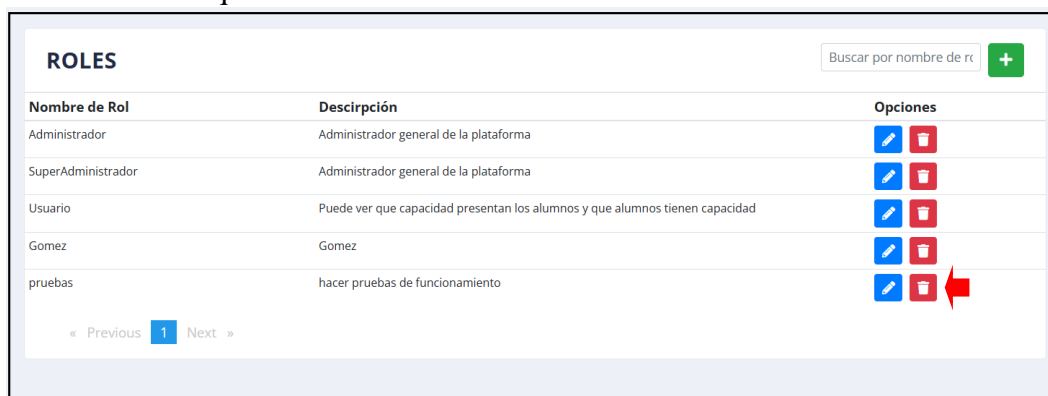 ROLES
Buscar por nombre de rc
Nombre de Rol Descirpción Opciones
Administrador Administrador general de la plataforma
SuperAdministrador Administrador general de la plataforma
Usuario Puede ver que capacidad presentan los alumnos y que alumnos tienen capacidad
Gomez Gomez
pruebas hacer pruebas de funcionamiento
« Previous 1 Next »